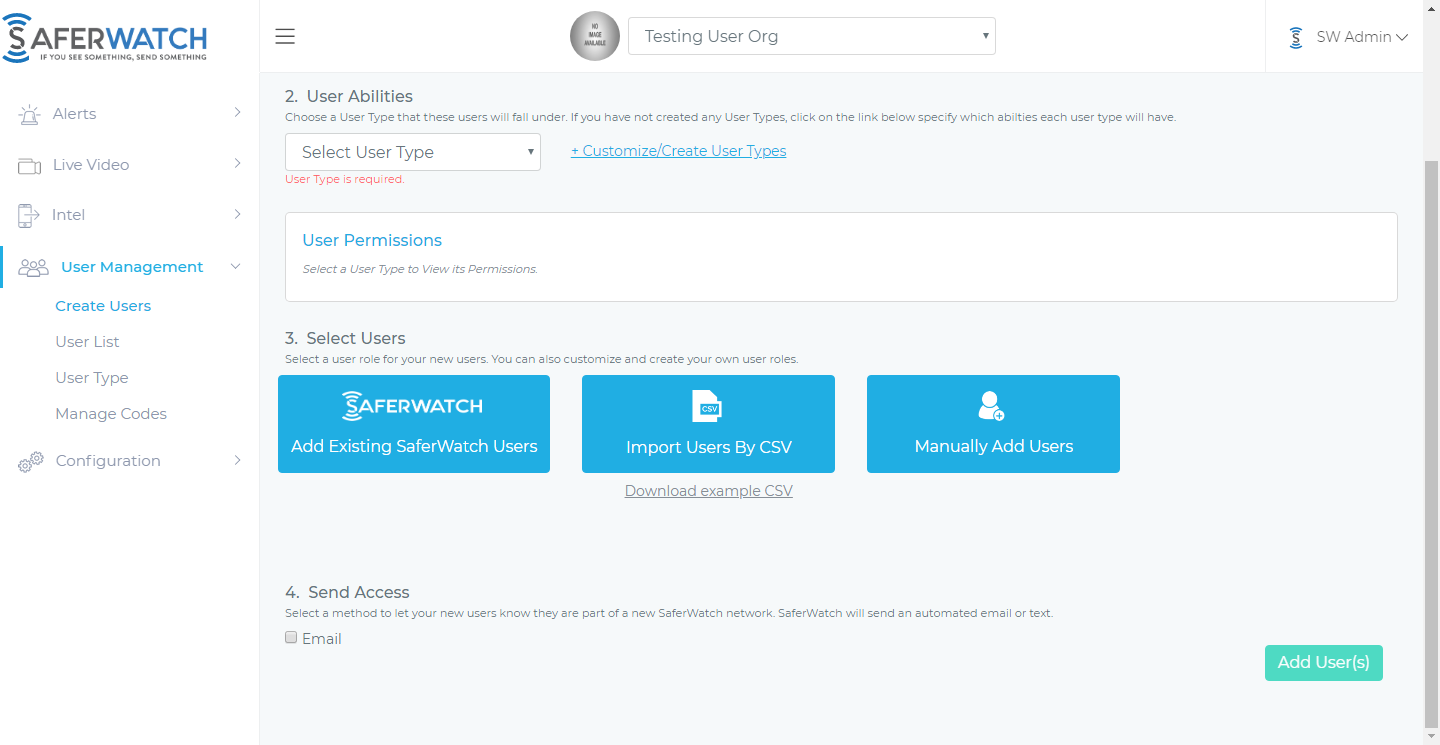 SAFERWATCH
IF YOU SEE SOMETHING, SEND SOMETHING
NO
IMAGE
AVAILABLE
Testing User Org
SW Admin
Alerts
Live Video
Intel
User Management
Create Users
User List
User Type
Manage Codes
Configuration
2. User Abilities
Choose a User Type that these users will fall under. If you have not created any User Types, click on the link below specify which abilties each user type will have.
Select User Type
+ Customize/Create User Types
User Type is required.
User Permissions
Select a User Type to View its Permissions.
3. Select Users
Select a user role for your new users. You can also customize and create your own user roles.
SAFERWATCH
Add Existing SaferWatch Users
CSV
Import Users By CSV
Manually Add Users
Download example CSV
4. Send Access
Select a method to let your new users know they are part of a new SaferWatch network. SaferWatch will send an automated email or text.
Email
Add User(s)